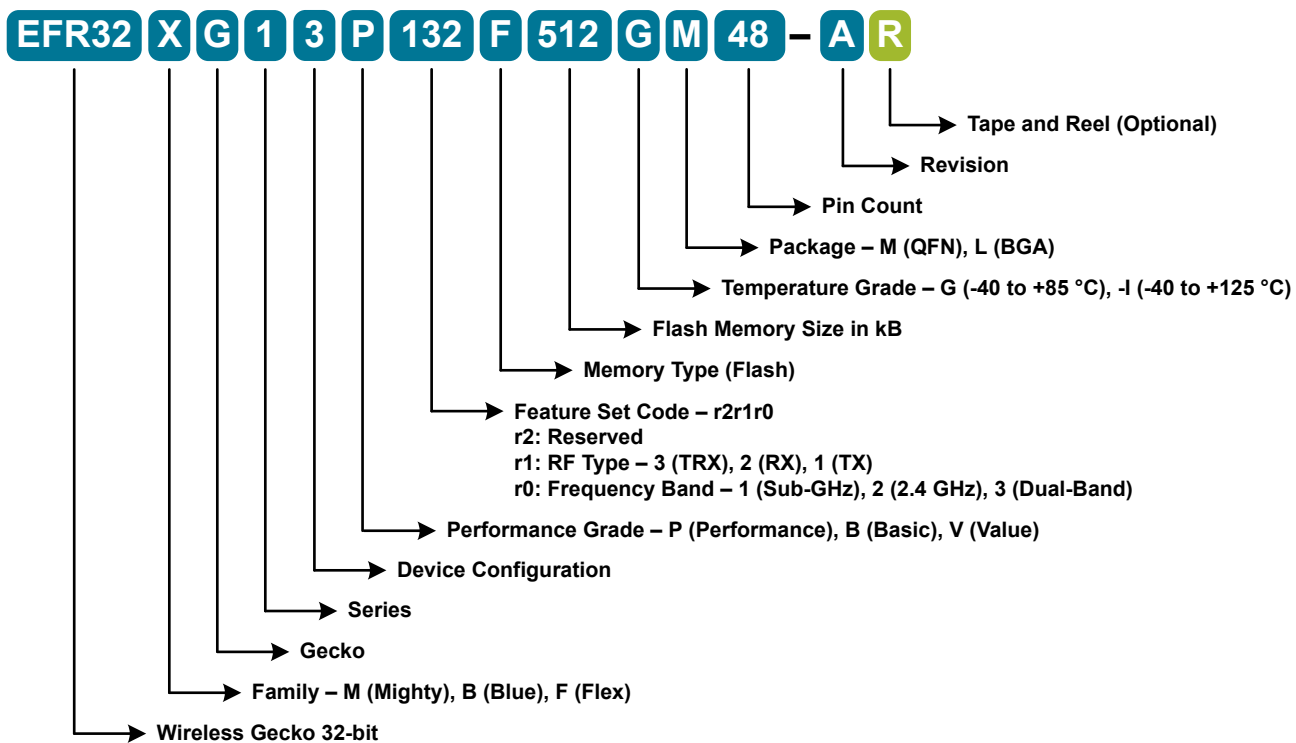 EFR32 X G 1 3 P 132 F 512 G M 48 – A R
Tape and Reel (Optional)
Revision
Pin Count
Package – M (QFN), L (BGA)
Temperature Grade – G (-40 to +85 °C), -I (-40 to +125 °C)
Flash Memory Size in kB
Memory Type (Flash)
Feature Set Code – r2r1r0
r2: Reserved
r1: RF Type – 3 (TRX), 2 (RX), 1 (TX)
r0: Frequency Band – 1 (Sub-GHz), 2 (2.4 GHz), 3 (Dual-Band)
Performance Grade – P (Performance), B (Basic), V (Value)
Device Configuration
Series
Gecko
Family – M (Mighty), B (Blue), F (Flex)
Wireless Gecko 32-bit